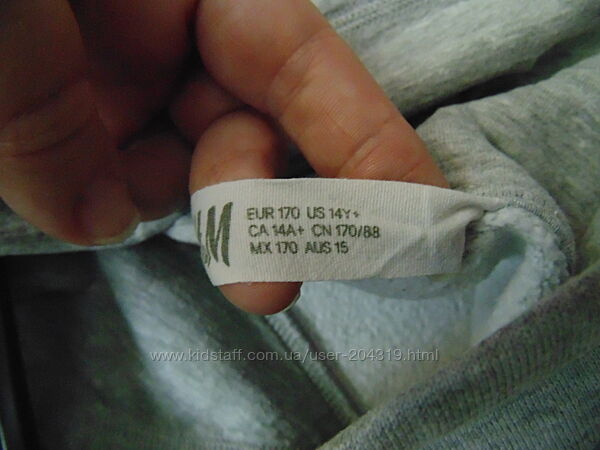 EUR 170 US 14Y+
CA 14A+ CN 170/88
MX 170 AUS 15
www.kidstaff.com.ua/user-204319.html